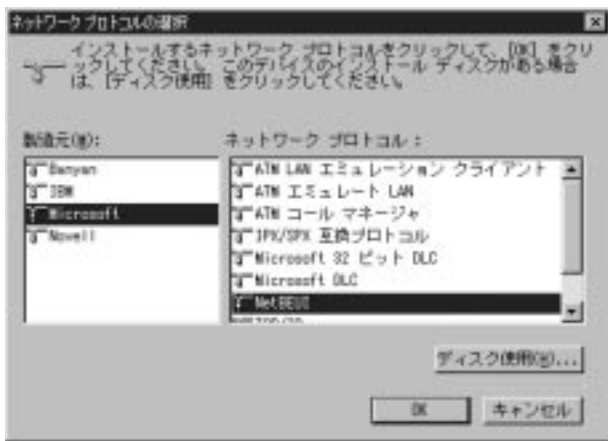 ネットワーク プロトコルの選択
インストールするネットワーク プロトコルをクリックして、[OK] をクリ
ックしてください。このデバイスのインストール ディスクがある場合
は、[ディスク使用] をクリックしてください。
製造元(M):
ネットワーク プロトコル :
Banyan
IBM
Microsoft
Novell
ATM LAN エミュレーション クライアント
ATM エミュレート LAN
ATM コール マネージャ
IPX/SPX 互換プロトコル
Microsoft 32 ビット DLC
Microsoft DLC
NetBEUI
ディスク使用(H)...
OK
キャンセル